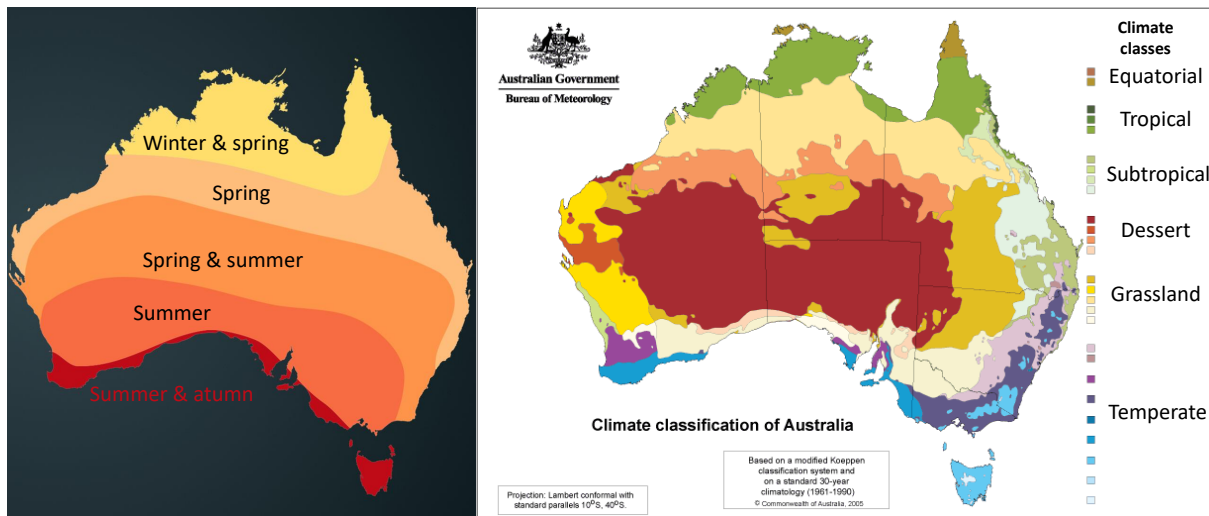 Winter & spring
Spring
Spring & summer
Summer
Summer & atumn
Australian Government
Bureau of Meteorology
Climate classification of Australia
Projection: Lambert conformal with
standard parallels 10°S, 40°S.
Based on a modified Koeppen
classification system and
on a standard 30-year
climatology (1961-1990)
© Commonwealth of Australia, 2005
Climate
classes
Equatorial
Tropical
Subtropical
Dessert
Grassland
Temperate